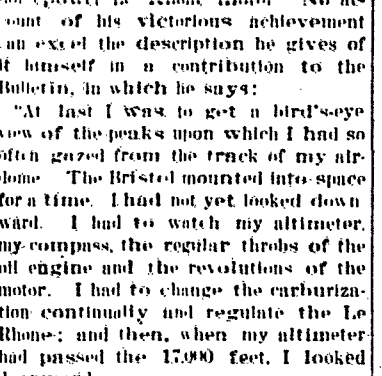 count of his victorious achievement
can excel the description he gives of
it himself in a contribution to the
Bulletin, in which he says:
"At last I was to get a bird's-eye
view of the peaks upon which I had so
often gazed from the track of my air-
dome The Bristol mounted into space
for a time. I had not yet looked down
ward. I had to watch my altimeter,
my compass, the regular throbs of the
oil engine and the revolutions of the
motor. I had to change the carburiza-
tion continually and regulate the Le
Rhone; and then, when my altimeter
had passed the 17,000 feet, I looked